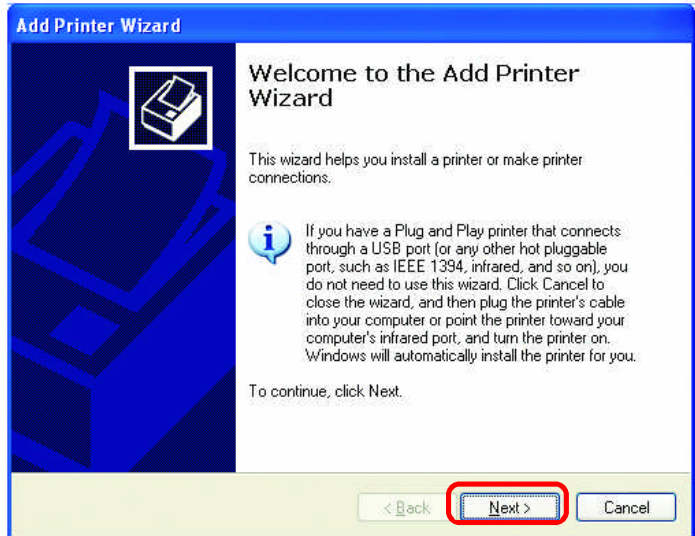 Add Printer Wizard
Welcome to the Add Printer
Wizard
This wizard helps you install a printer or make printer
connections.
If you have a Plug and Play printer that connects
through a USB port (or any other hot pluggable
port, such as IEEE 1394, infrared, and so on), you
do not need to use this wizard. Click Cancel to
close the wizard, and then plug the printer's cable
into your computer or point the printer toward your
computer's infrared port, and turn the printer on.
Windows will automatically install the printer for you.
To continue, click Next.
< Back Next > Cancel